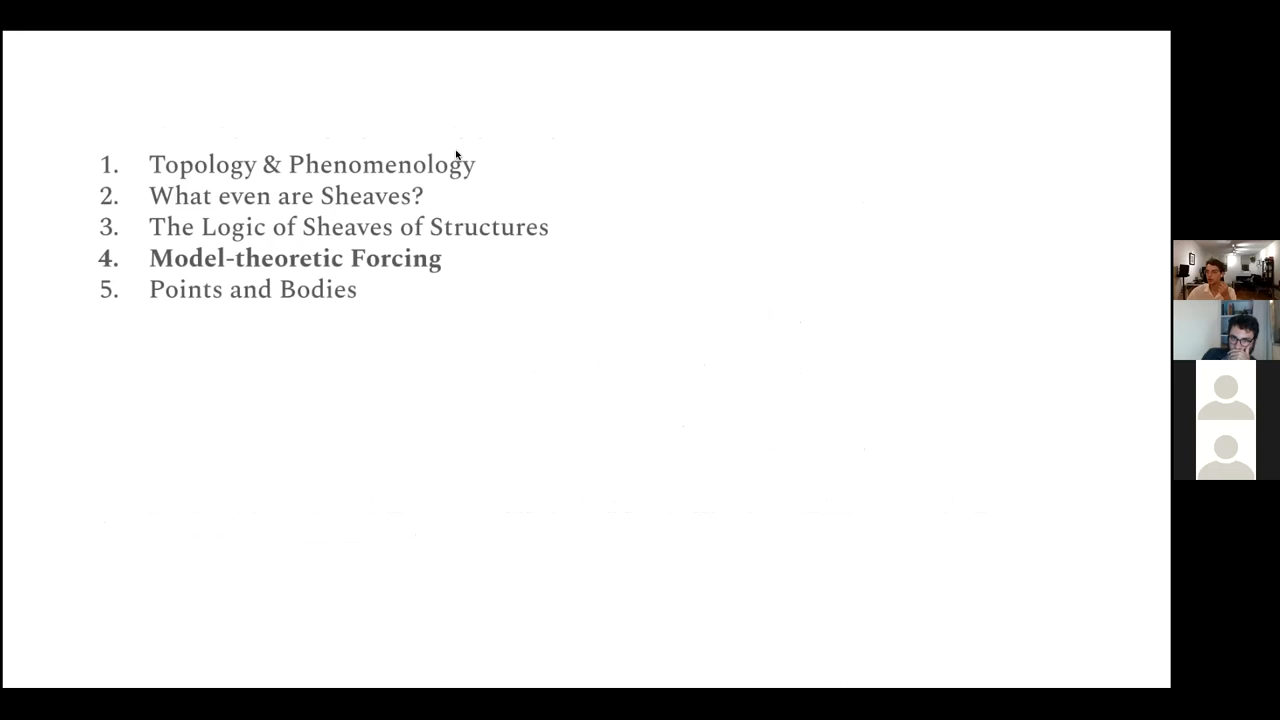 1. Topology & Phenomenology
2. What even are Sheaves?
3. The Logic of Sheaves of Structures
4. Model-theoretic Forcing
5. Points and Bodies